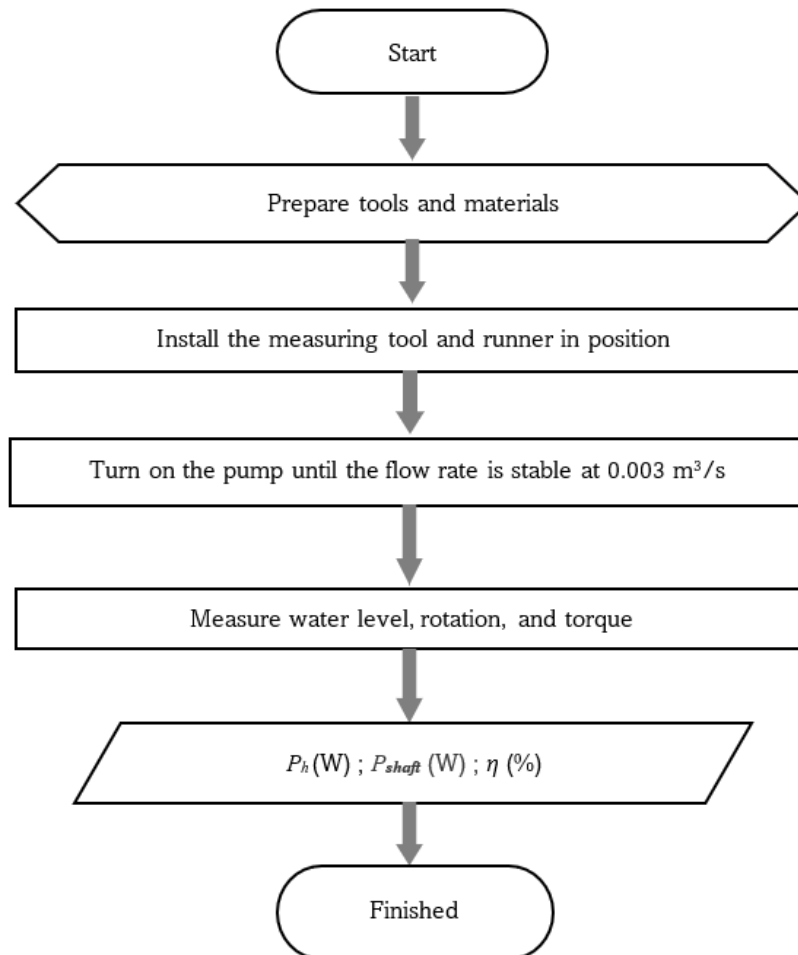 Start
Prepare tools and materials
Install the measuring tool and runner in position
Turn on the pump until the flow rate is stable at 0.003 m³/s
Measure water level, rotation, and torque
Pₕ (W) ; P_shaft (W) ; η (%)
Finished